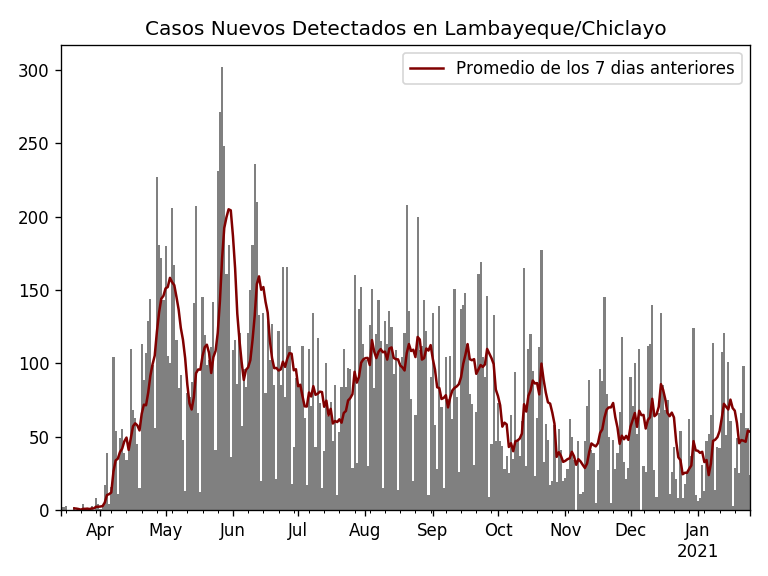 Casos Nuevos Detectados en Lambayeque/Chiclayo
Promedio de los 7 dias anteriores
300
250
200
150
100
50
0
Apr May Jun Jul Aug Sep Oct Nov Dec Jan
2021